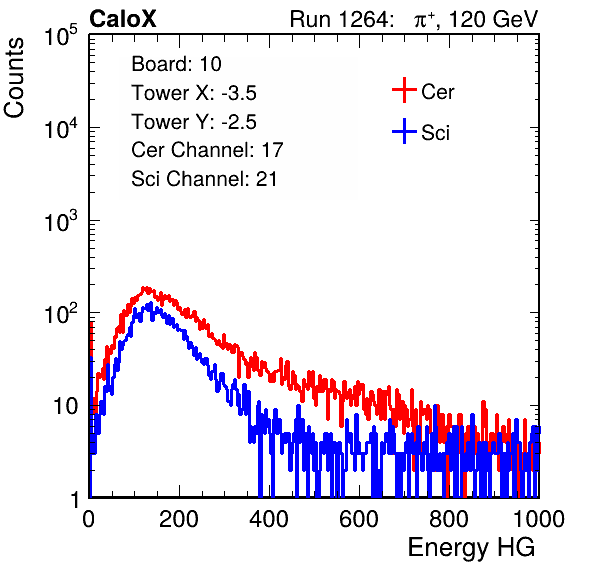 CaloX Run 1264: π⁺, 120 GeV
Counts
10⁵
10⁴
10³
10²
10
1
Board: 10
Tower X: -3.5
Tower Y: -2.5
Cer Channel: 17
Sci Channel: 21
Cer
Sci
0 200 400 600 800 1000
Energy HG